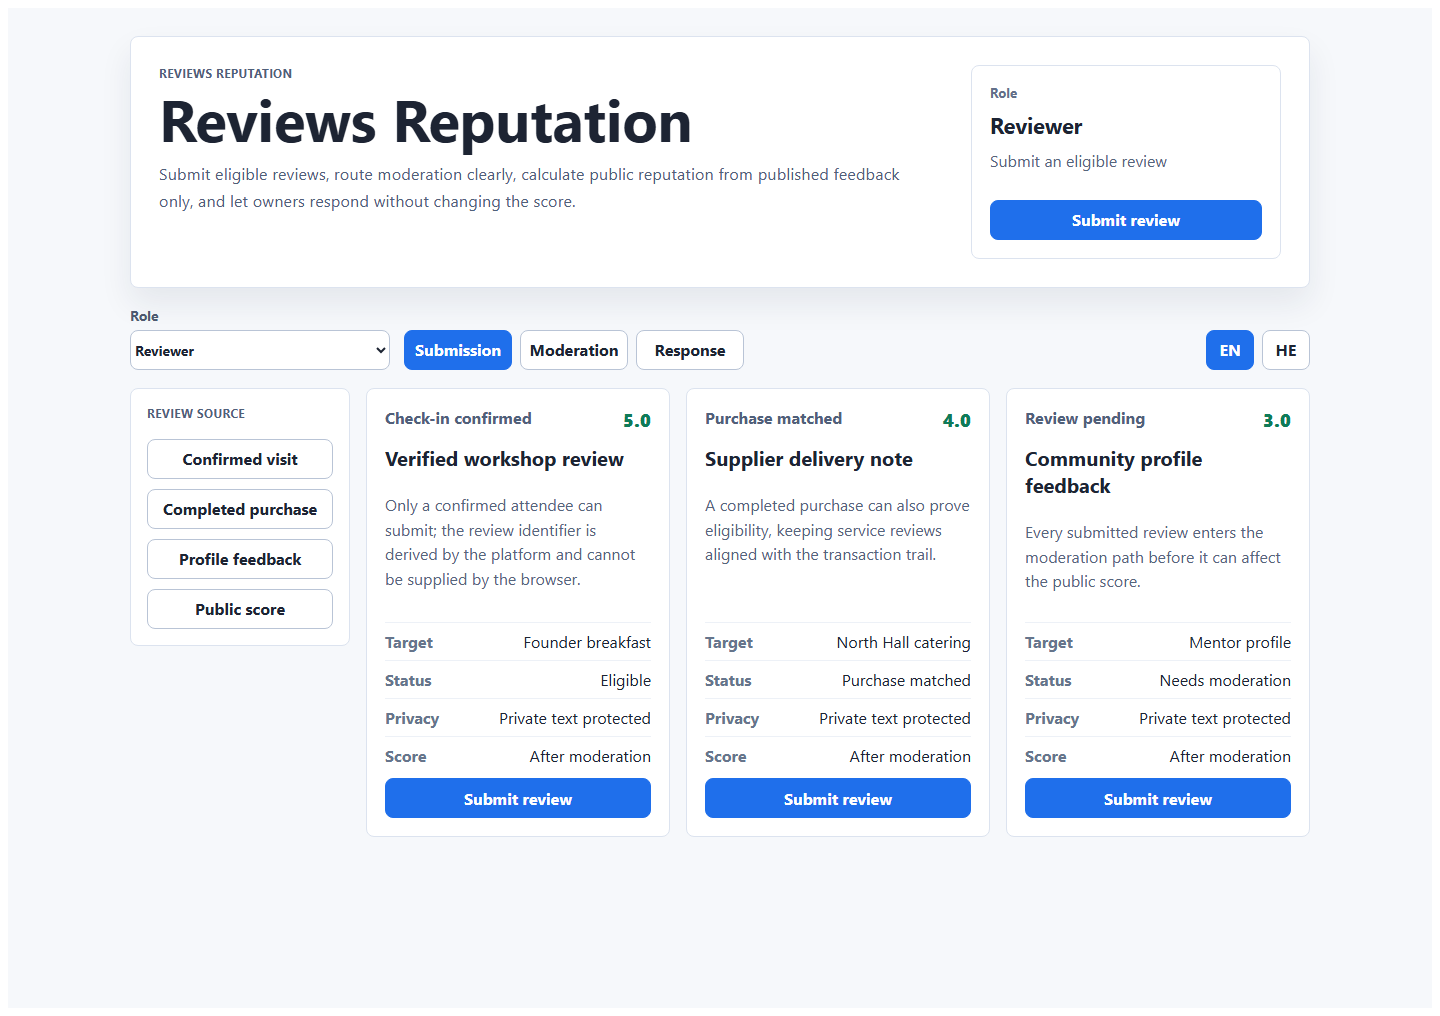 REVIEWS REPUTATION
Reviews Reputation
Submit eligible reviews, route moderation clearly, calculate public reputation from published feedback
only, and let owners respond without changing the score.
Role
Reviewer
Submit an eligible review
Submit review
Role
Reviewer
Submission
Moderation
Response
EN
HE
REVIEW SOURCE
Confirmed visit
Completed purchase
Profile feedback
Public score
Check-in confirmed
5.0
Verified workshop review
Only a confirmed attendee can
submit; the review identifier is
derived by the platform and cannot
be supplied by the browser.
Target
Founder breakfast
Status
Eligible
Privacy
Private text protected
Score
After moderation
Submit review
Purchase matched
4.0
Supplier delivery note
A completed purchase can also prove
eligibility, keeping service reviews
aligned with the transaction trail.
Target
North Hall catering
Status
Purchase matched
Privacy
Private text protected
Score
After moderation
Submit review
Review pending
3.0
Community profile
feedback
Every submitted review enters the
moderation path before it can affect
the public score.
Target
Mentor profile
Status
Needs moderation
Privacy
Private text protected
Score
After moderation
Submit review